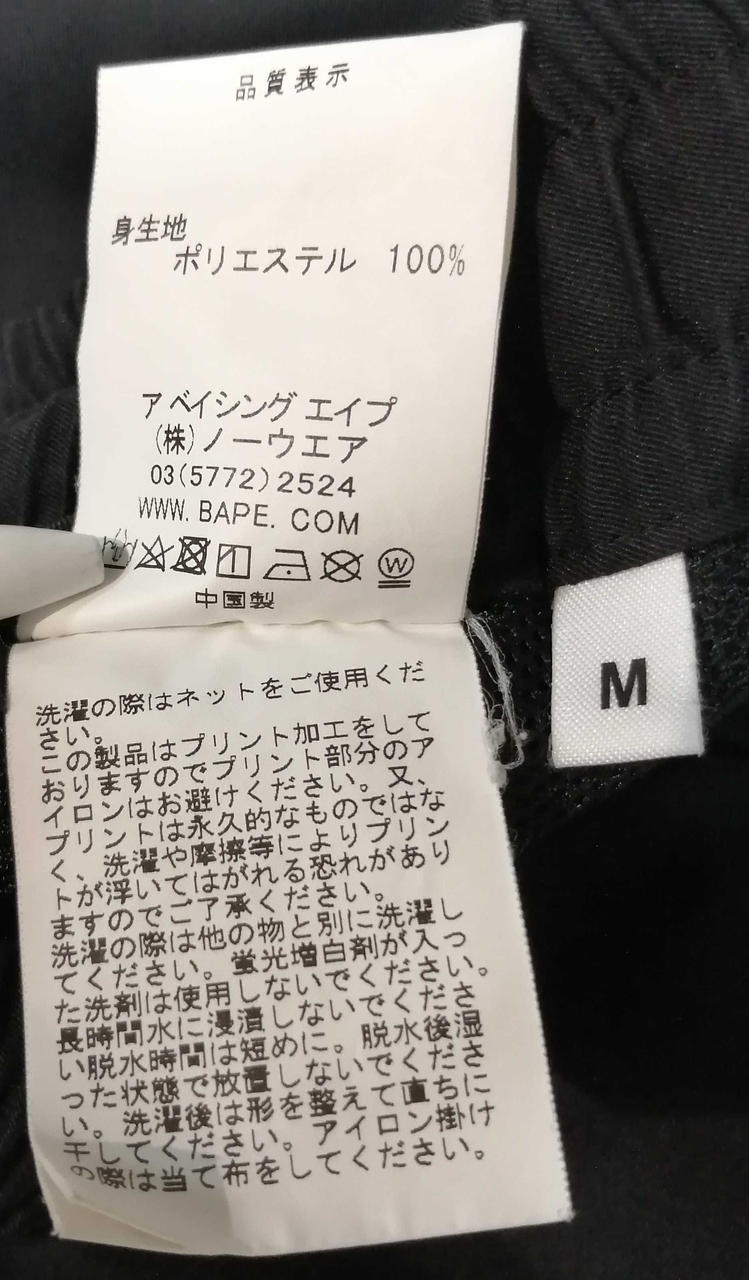 品質表示
身生地
ポリエステル 100%
アベイシングエイプ
(株)ノーウエア
03(5772)2524
WWW.BAPE.COM
中国製
洗濯の際はネットをご使用くだ
さい。
この製品はプリント加工をして
おりますのでプリント部分のア
イロンはお避けください。又、
プリントは永久的なものではな
く、洗濯や摩擦等によりプリン
トが浮いてはがれる恐れがあり
ますのでご了承ください。
洗濯の際は他の物と別に洗濯し
てください。蛍光増白剤が入っ
た洗剤は使用しないでください。
長時間水に浸漬しないでくださ
い脱水時間は短めに。脱水後湿
った状態で放置しないでくださ
い。洗濯後は形を整えて直ちに
干してください。アイロン掛け
の際は当て布をしてください。
M